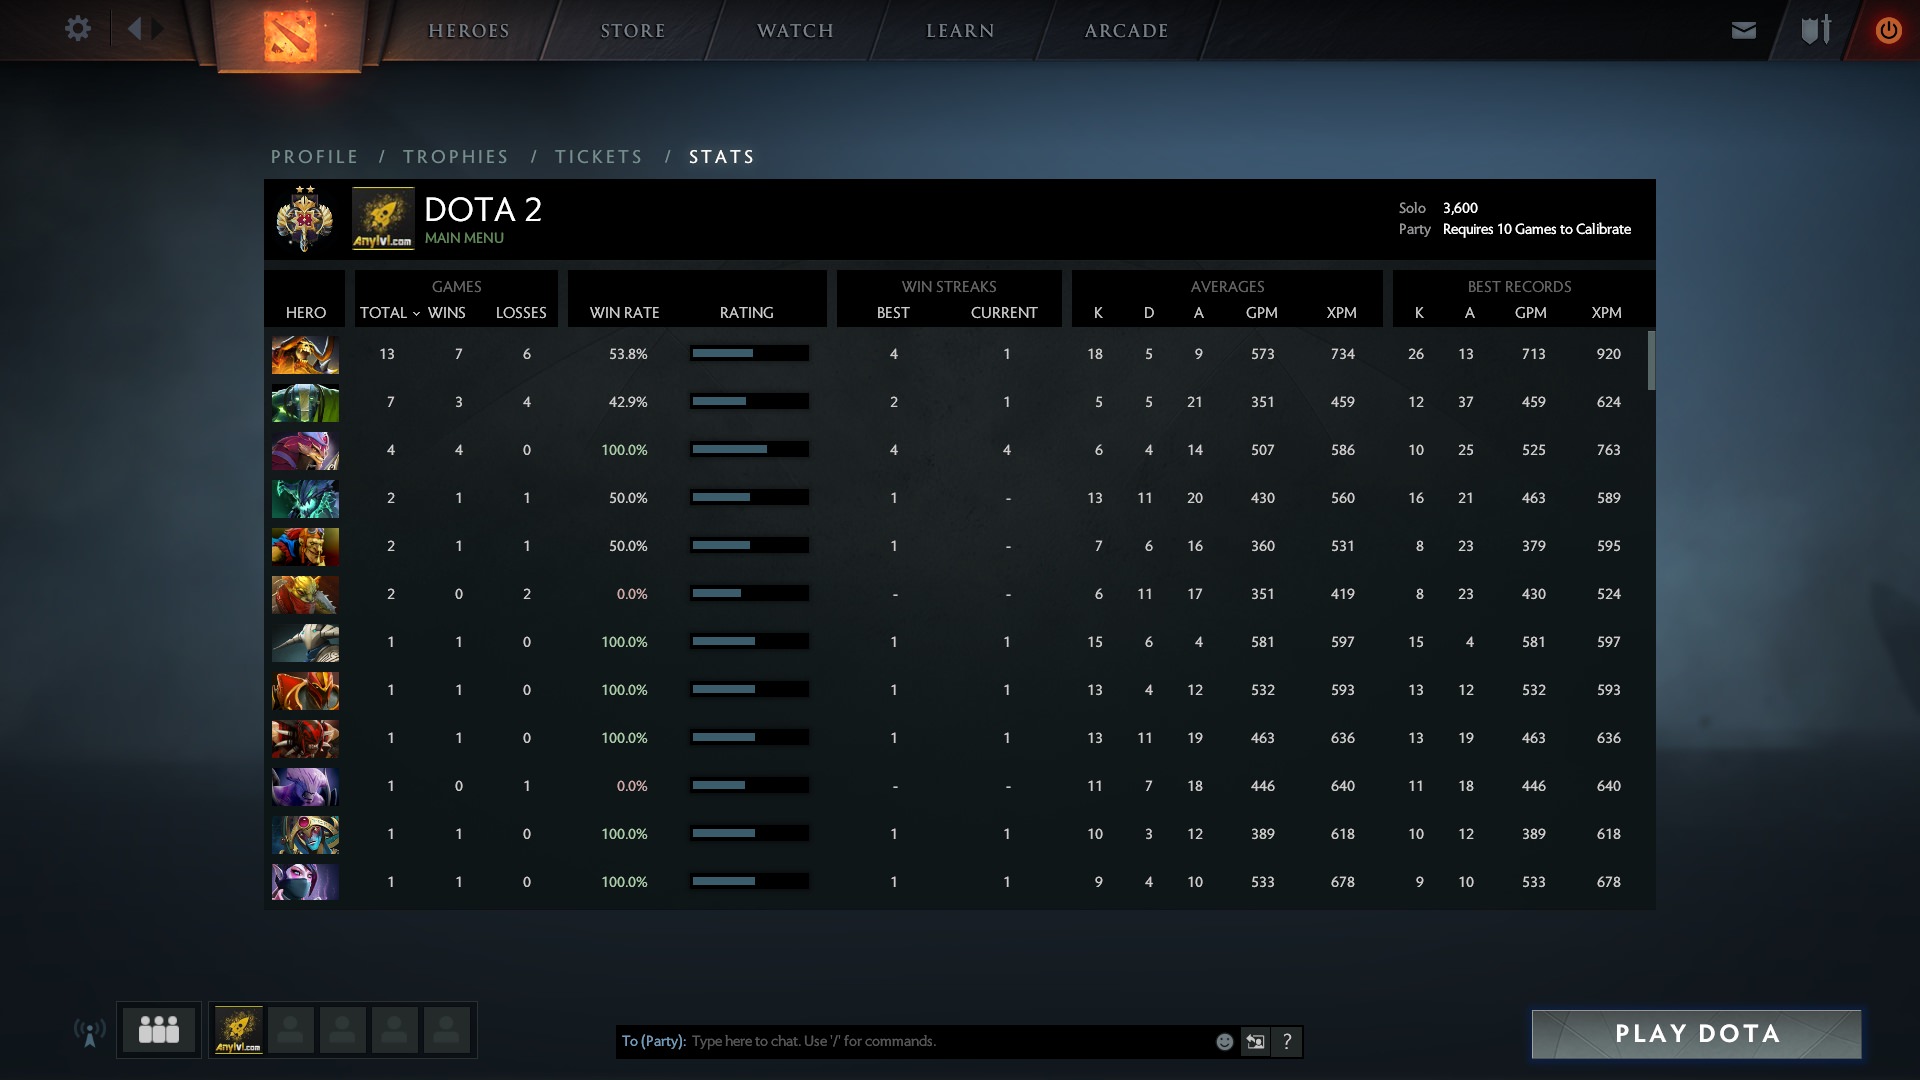 HEROES STORE WATCH LEARN ARCADE
PROFILE / TROPHIES / TICKETS / STATS
Anylvl.com
DOTA 2
MAIN MENU
Solo 3,600
Party Requires 10 Games to Calibrate
GAMES WIN STREAKS AVERAGES BEST RECORDS
HERO TOTAL WINS LOSSES WIN RATE RATING BEST CURRENT K D A GPM XPM K A GPM XPM
13 7 6 53.8% 4 1 18 5 9 573 734 26 13 713 920
7 3 4 42.9% 2 1 5 5 21 351 459 12 37 459 624
4 4 0 100.0% 4 4 6 4 14 507 586 10 25 525 763
2 1 1 50.0% 1 - 13 11 20 430 560 16 21 463 589
2 1 1 50.0% 1 - 7 6 16 360 531 8 23 379 595
2 0 2 0.0% - - 6 11 17 351 419 8 23 430 524
1 1 0 100.0% 1 1 15 6 4 581 597 15 4 581 597
1 1 0 100.0% 1 1 13 4 12 532 593 13 12 532 593
1 1 0 100.0% 1 1 13 11 19 463 636 13 19 463 636
1 0 1 0.0% - - 11 7 18 446 640 11 18 446 640
1 1 0 100.0% 1 1 10 3 12 389 618 10 12 389 618
1 1 0 100.0% 1 1 9 4 10 533 678 9 10 533 678
Anylvl.com
To (Party): Type here to chat. Use '/' for commands.
?
PLAY DOTA